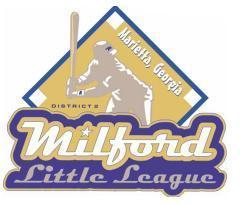 Marietta, Georgia
DISTRICT 2
Milford
Little League